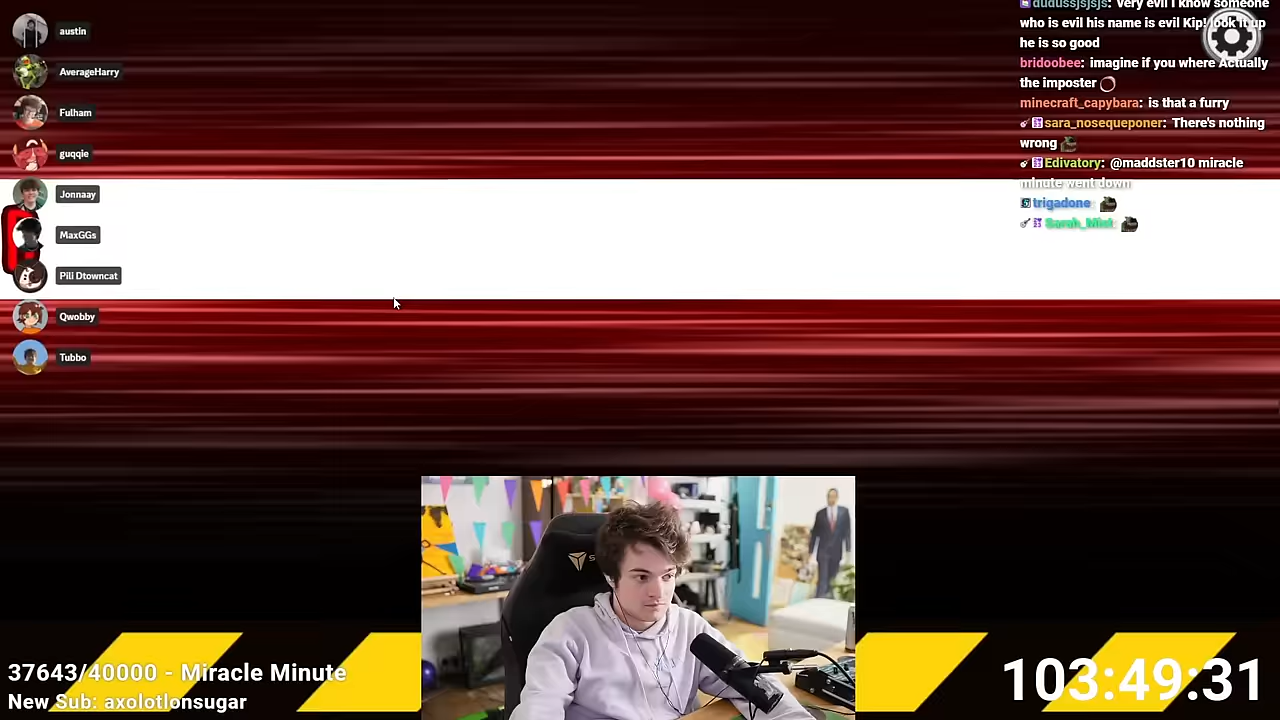 austin
AverageHarry
Fulham
guqqie
Jonnaay
MaxGGs
Pili Dtowncat
Qwobby
Tubbo
dudussjsjsjs: Very evil I know someone
who is evil his name is evil Kip! look it up
he is so good
bridoobee: imagine if you where Actually
the imposter
minecraft_capybara: is that a furry
sara_nosequeponer: There's nothing
wrong
Edivatory: @maddster10 miracle
minute went down
trigadone
Sarah_Mint
37643/40000 - Miracle Minute
New Sub: axolotlonsugar
103:49:31